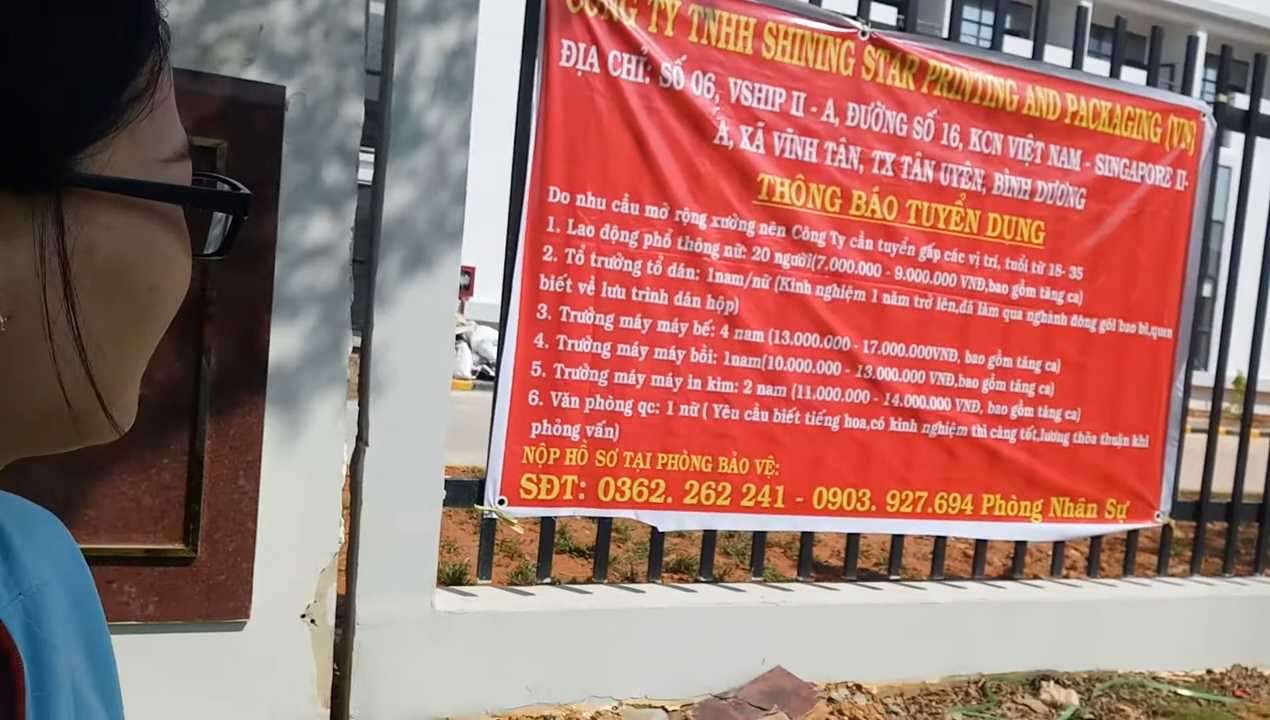 CÔNG TY TNHH SHINING STAR PRINTING AND PACKAGING (VN)
ĐỊA CHỈ: SỐ 06, VSHIP II - A, ĐƯỜNG SỐ 16, KCN VIỆT NAM - SINGAPORE II-
A, XÃ VĨNH TÂN, TX TÂN UYÊN, BÌNH DƯƠNG
THÔNG BÁO TUYỂN DỤNG
Do nhu cầu mở rộng xưởng nên Công Ty cần tuyển gấp các vị trí, tuổi từ 18- 35
1. Lao động phổ thông nữ: 20 người(7.000.000 - 9.000.000 VNĐ,bao gồm tăng ca)
2. Tổ trưởng tổ dán: 1nam/nữ (Kinh nghiệm 1 năm trở lên,đã làm qua nghành đóng gói bao bì,quen
biết về lưu trình dán hộp)
3. Trưởng máy máy bế: 4 nam (13.000.000 - 17.000.000VNĐ, bao gồm tăng ca)
4. Trưởng máy máy bồi: 1nam(10.000.000 - 13.000.000 VNĐ,bao gồm tăng ca)
5. Trưởng máy máy in kim: 2 nam (11.000.000 - 14.000.000 VNĐ, bao gồm tăng ca)
6. Văn phòng qc: 1 nữ ( Yêu cầu biết tiếng hoa,có kinh nghiệm thì càng tốt,lương thõa thuận khi
phỏng vấn)
NỘP HỒ SƠ TẠI PHÒNG BẢO VỆ:
SĐT: 0362. 262 241 - 0903. 927.694 Phòng Nhân Sự